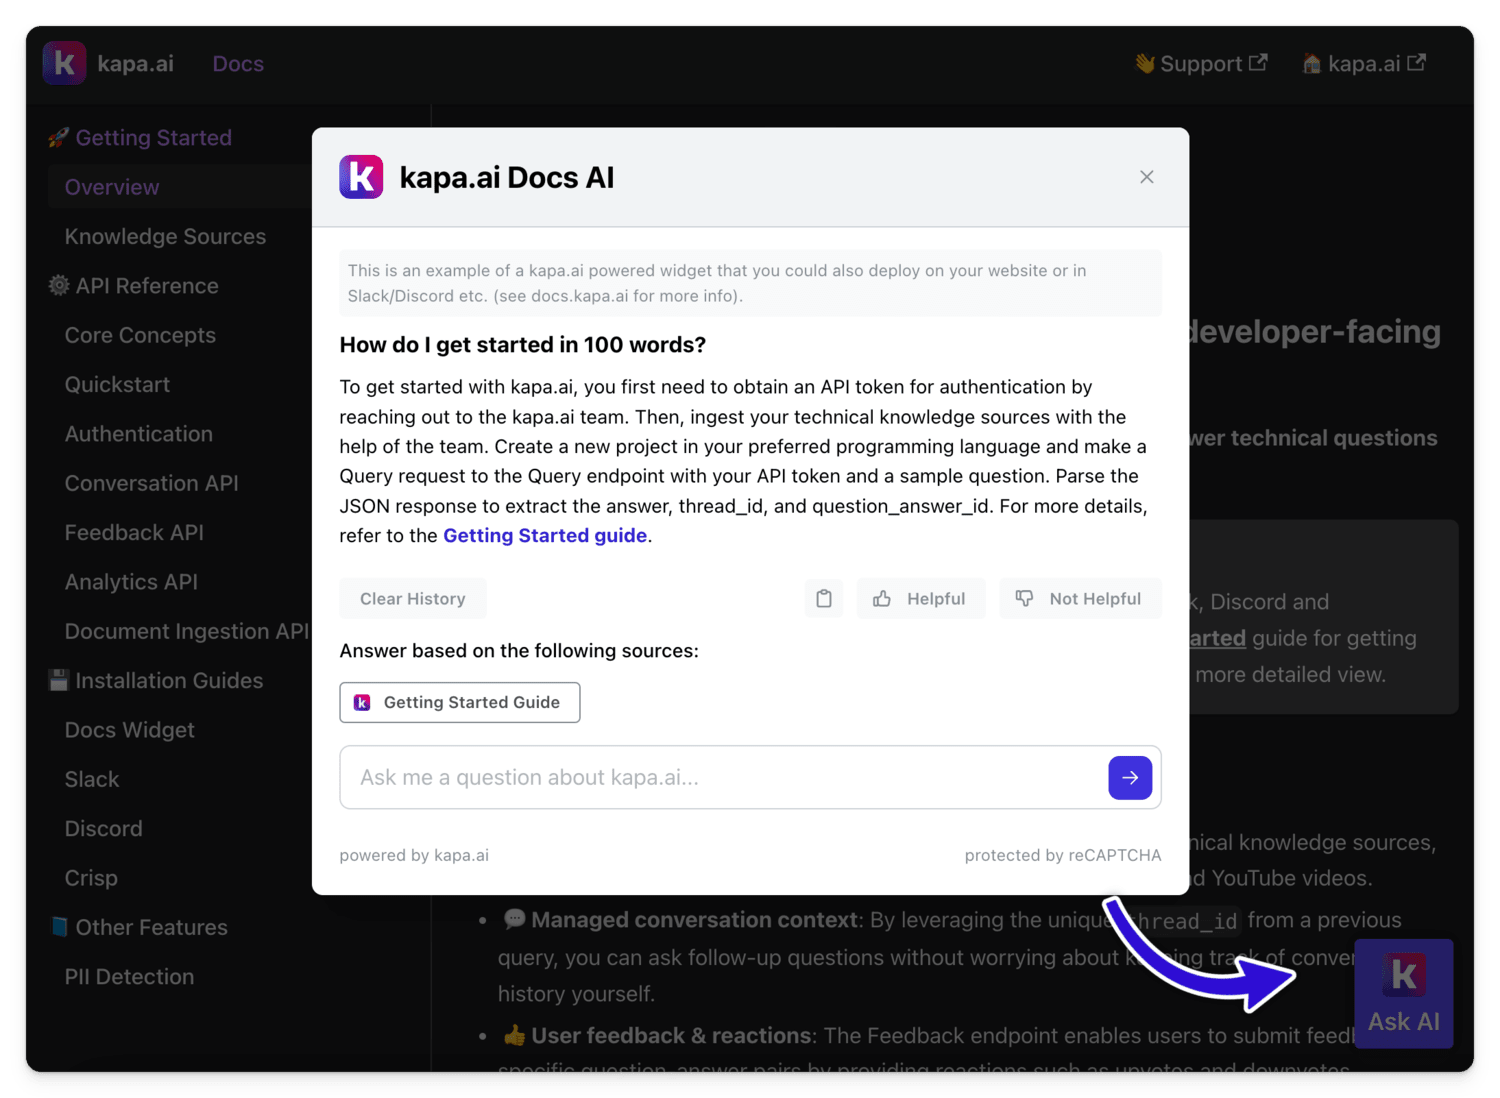 kapa.ai Docs 👋 Support 🏠 kapa.ai
🚀 Getting Started
Overview
Knowledge Sources
⚙️ API Reference
Core Concepts
Quickstart
Authentication
Conversation API
Feedback API
Analytics API
Document Ingestion API
💾 Installation Guides
Docs Widget
Slack
Discord
Crisp
📘 Other Features
PII Detection
kapa.ai Docs AI
This is an example of a kapa.ai powered widget that you could also deploy on your website or in
Slack/Discord etc. (see docs.kapa.ai for more info).
How do I get started in 100 words?
To get started with kapa.ai, you first need to obtain an API token for authentication by
reaching out to the kapa.ai team. Then, ingest your technical knowledge sources with the
help of the team. Create a new project in your preferred programming language and make a
Query request to the Query endpoint with your API token and a sample question. Parse the
JSON response to extract the answer, thread_id, and question_answer_id. For more details,
refer to the Getting Started guide.
Clear History Helpful Not Helpful
Answer based on the following sources:
Getting Started Guide
Ask me a question about kapa.ai...
powered by kapa.ai protected by reCAPTCHA
developer-facing
technical questions
, Discord and
guide for getting
more detailed view.
knowledge sources,
YouTube videos.
• 💬 Managed conversation context: By leveraging the unique thread_id from a previous
query, you can ask follow-up questions without worrying about
history yourself.
• 👍 User feedback & reactions: The Feedback endpoint enables users to submit
specific question answer pairs by providing reactions such as upvotes and downvotes
Ask AI